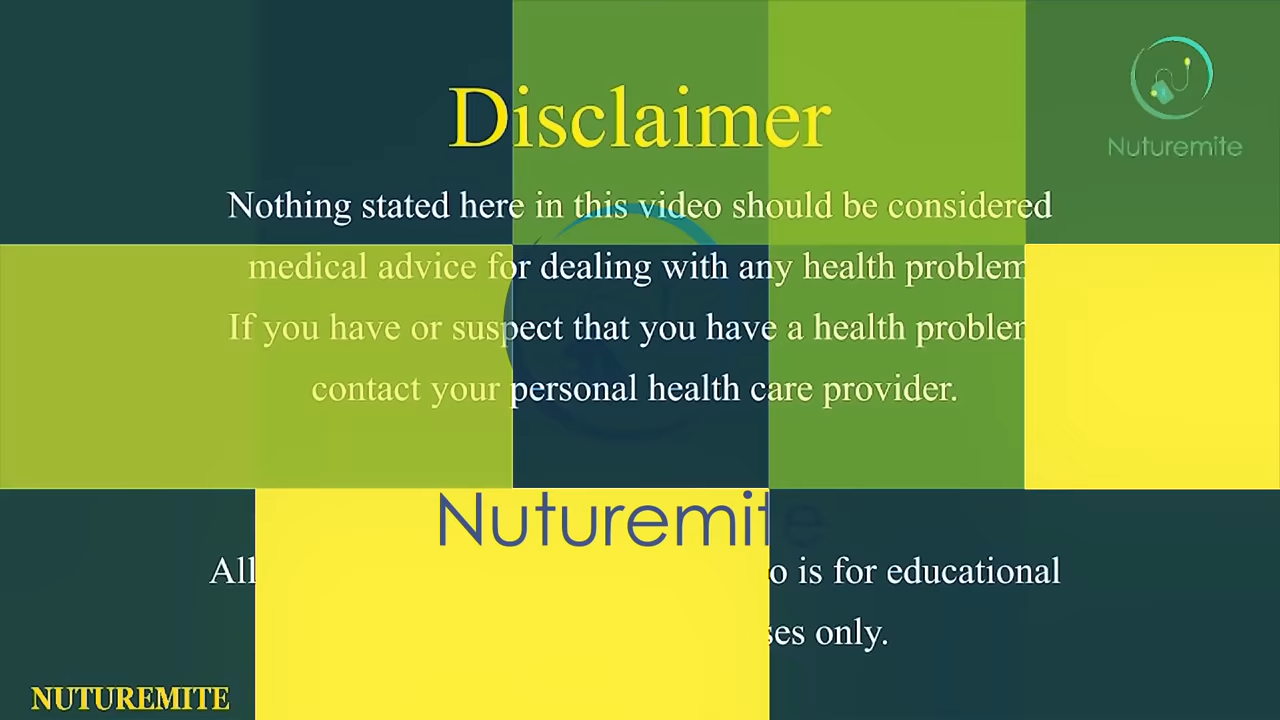 Disclaimer
Nuturemite
Nothing stated here in this video should be considered
medical advice for dealing with any health problem
If you have or suspect that you have a health problem
contact your personal health care provider.
Nuturemite
All is for educational
only.
NUTUREMITE